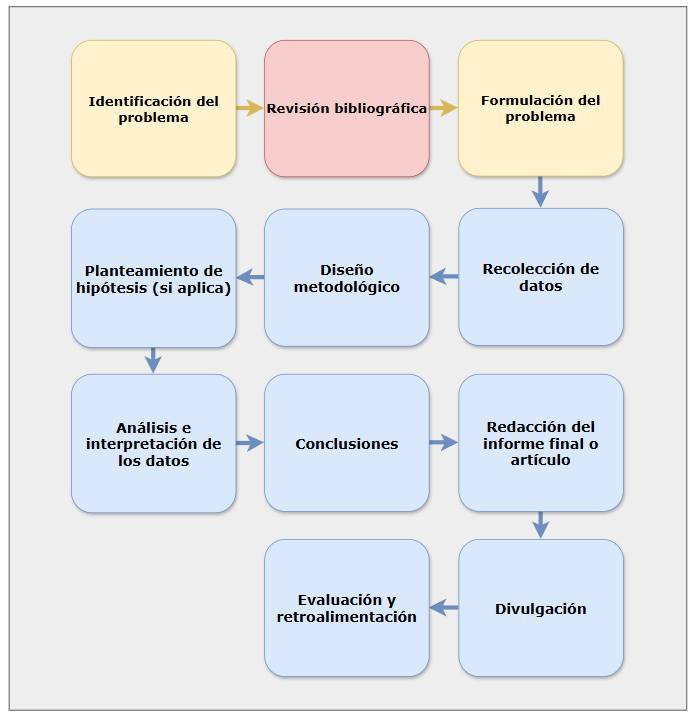 Identificación del
problema
Revisión bibliográfica
Formulación del
problema
Planteamiento de
hipótesis (si aplica)
Diseño
metodológico
Recolección de
datos
Análisis e
interpretación de
los datos
Conclusiones
Redacción del
informe final o
artículo
Evaluación y
retroalimentación
Divulgación